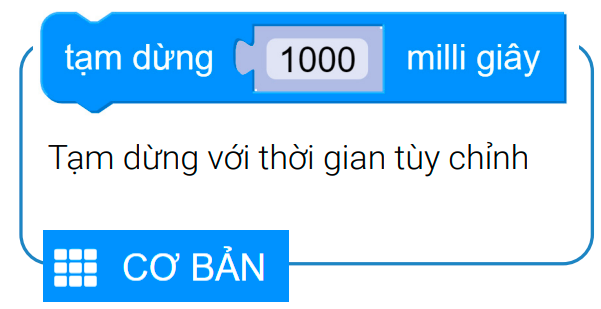 tạm dừng 1000 milli giây
Tạm dừng với thời gian tùy chỉnh
CƠ BẢN